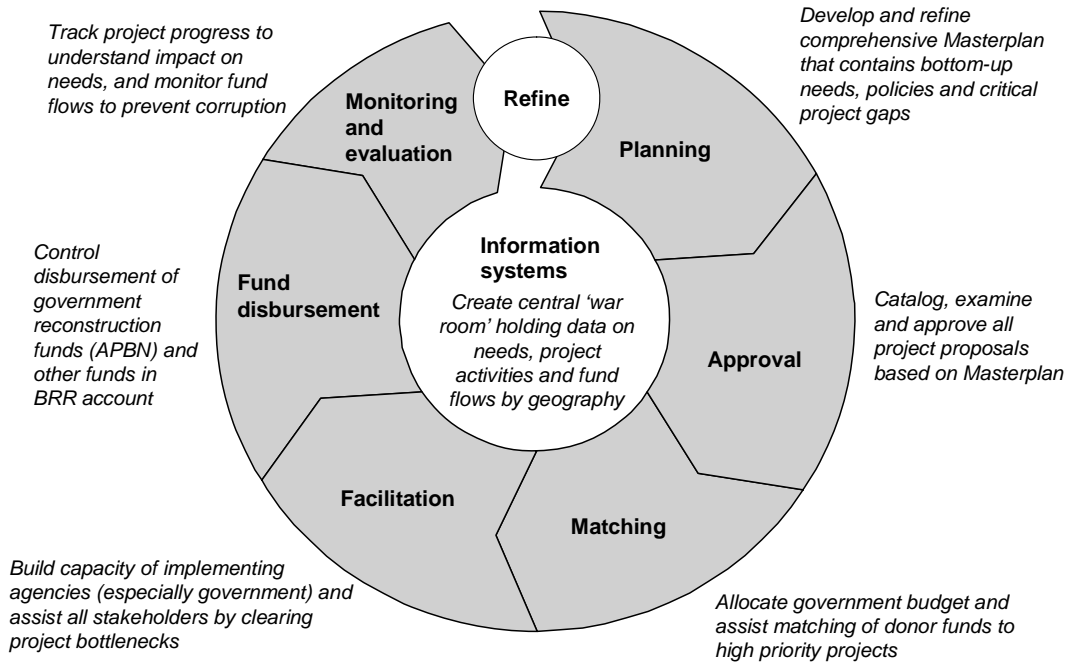 Track project progress to
understand impact on
needs, and monitor fund
flows to prevent corruption
Develop and refine
comprehensive Masterplan
that contains bottom-up
needs, policies and critical
project gaps
Refine
Monitoring
and
evaluation
Planning
Information
systems
Create central ‘war
room’ holding data on
needs, project
activities and fund
flows by geography
Control
disbursement of
government
reconstruction
funds (APBN) and
other funds in
BRR account
Fund
disbursement
Approval
Catalog, examine
and approve all
project proposals
based on Masterplan
Facilitation
Matching
Build capacity of implementing
agencies (especially government) and
assist all stakeholders by clearing
project bottlenecks
Allocate government budget and
assist matching of donor funds to
high priority projects